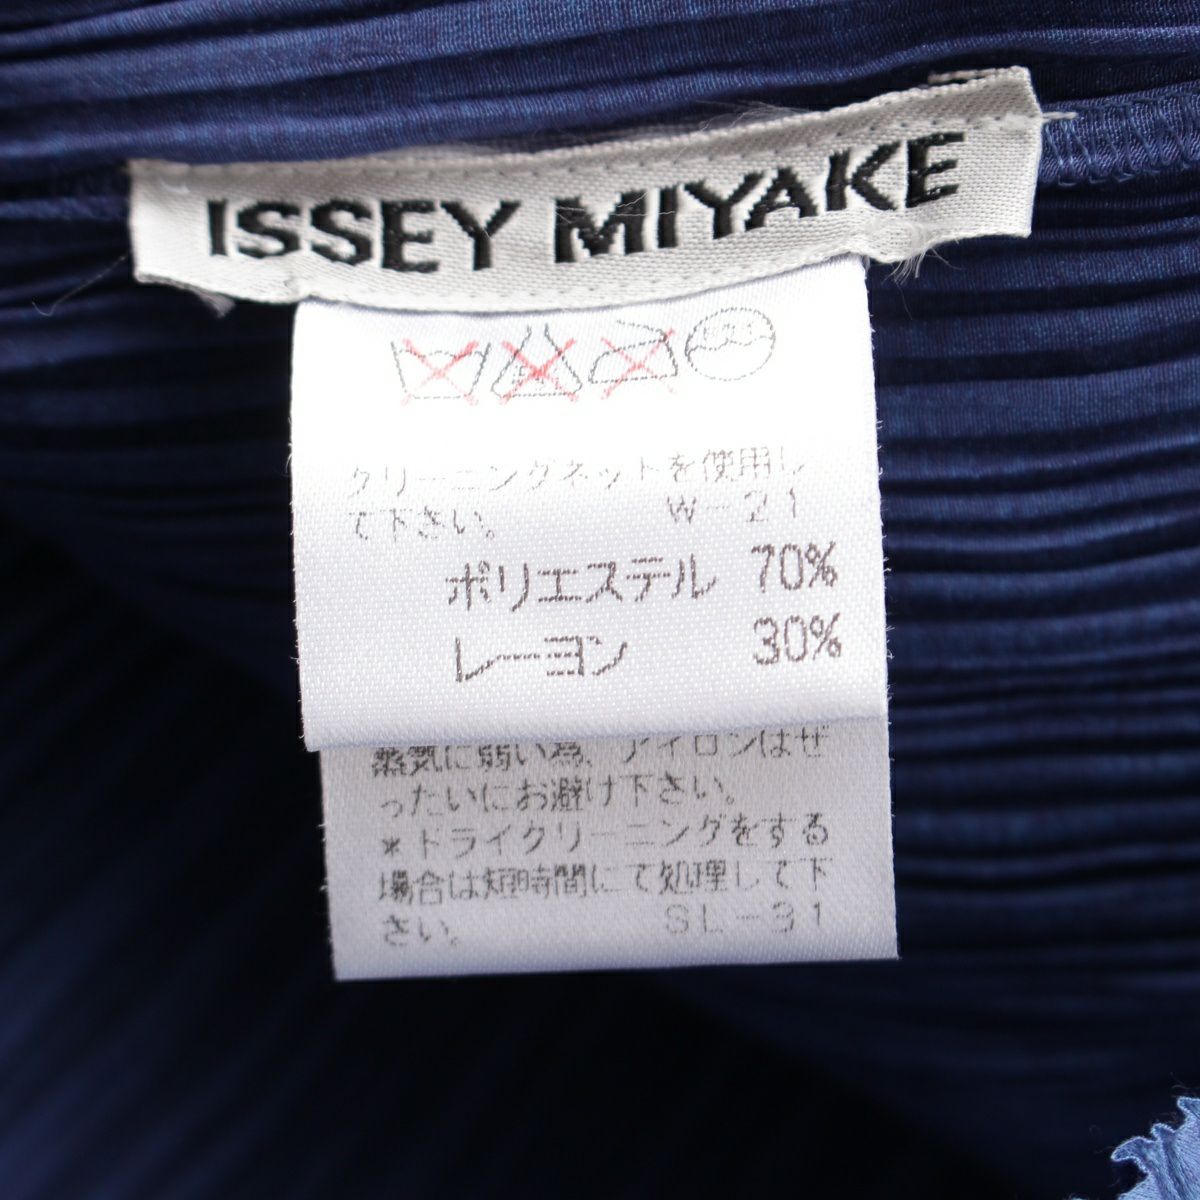 ISSEY MIYAKE
クリーニングネットを使用し
て下さい。 W-21
ポリエステル 70%
レーヨン 30%
蒸気に弱い為、アイロンはぜ
ったいにお避け下さい。
*ドライクリーニングをする
場合は短時間にて処理して下
さい。 SL-31